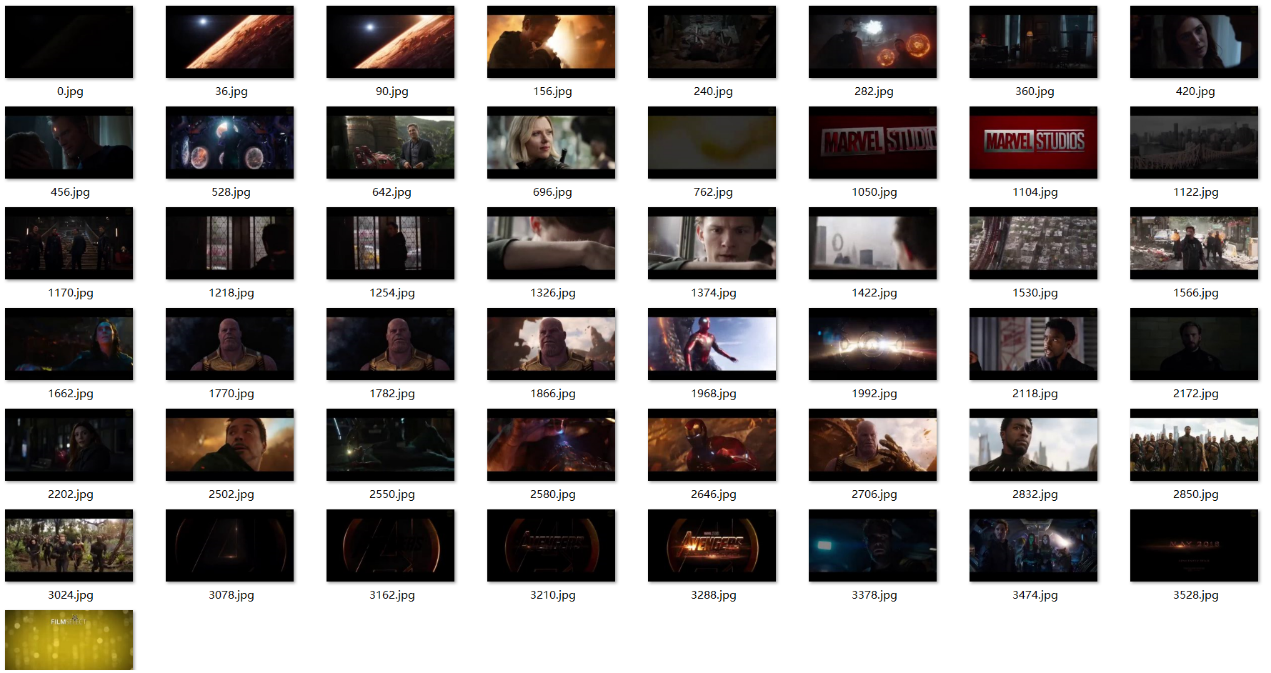 0.jpg 36.jpg 90.jpg 156.jpg 240.jpg 282.jpg 360.jpg 420.jpg
MARVEL STUDIO
MARVEL STUDIOS
456.jpg 528.jpg 642.jpg 696.jpg 762.jpg 1050.jpg 1104.jpg 1122.jpg
1170.jpg 1218.jpg 1254.jpg 1326.jpg 1374.jpg 1422.jpg 1530.jpg 1566.jpg
1662.jpg 1770.jpg 1782.jpg 1866.jpg 1968.jpg 1992.jpg 2118.jpg 2172.jpg
2202.jpg 2502.jpg 2550.jpg 2580.jpg 2646.jpg 2706.jpg 2832.jpg 2850.jpg
AVENGERS
AVENGERS
MAY 2018
3024.jpg 3078.jpg 3162.jpg 3210.jpg 3288.jpg 3378.jpg 3474.jpg 3528.jpg
FILM